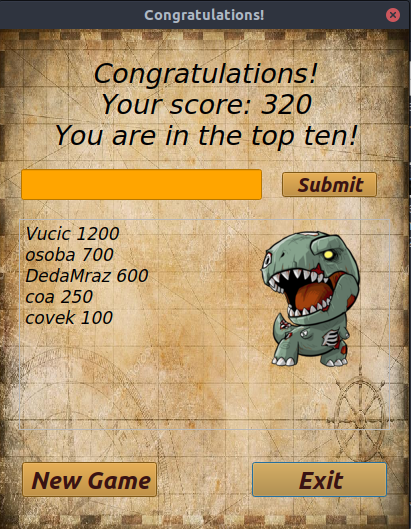 Congratulations!
Congratulations!
Your score: 320
You are in the top ten!
Submit
Vucic 1200
osoba 700
DedaMraz 600
coa 250
covek 100
New Game
Exit